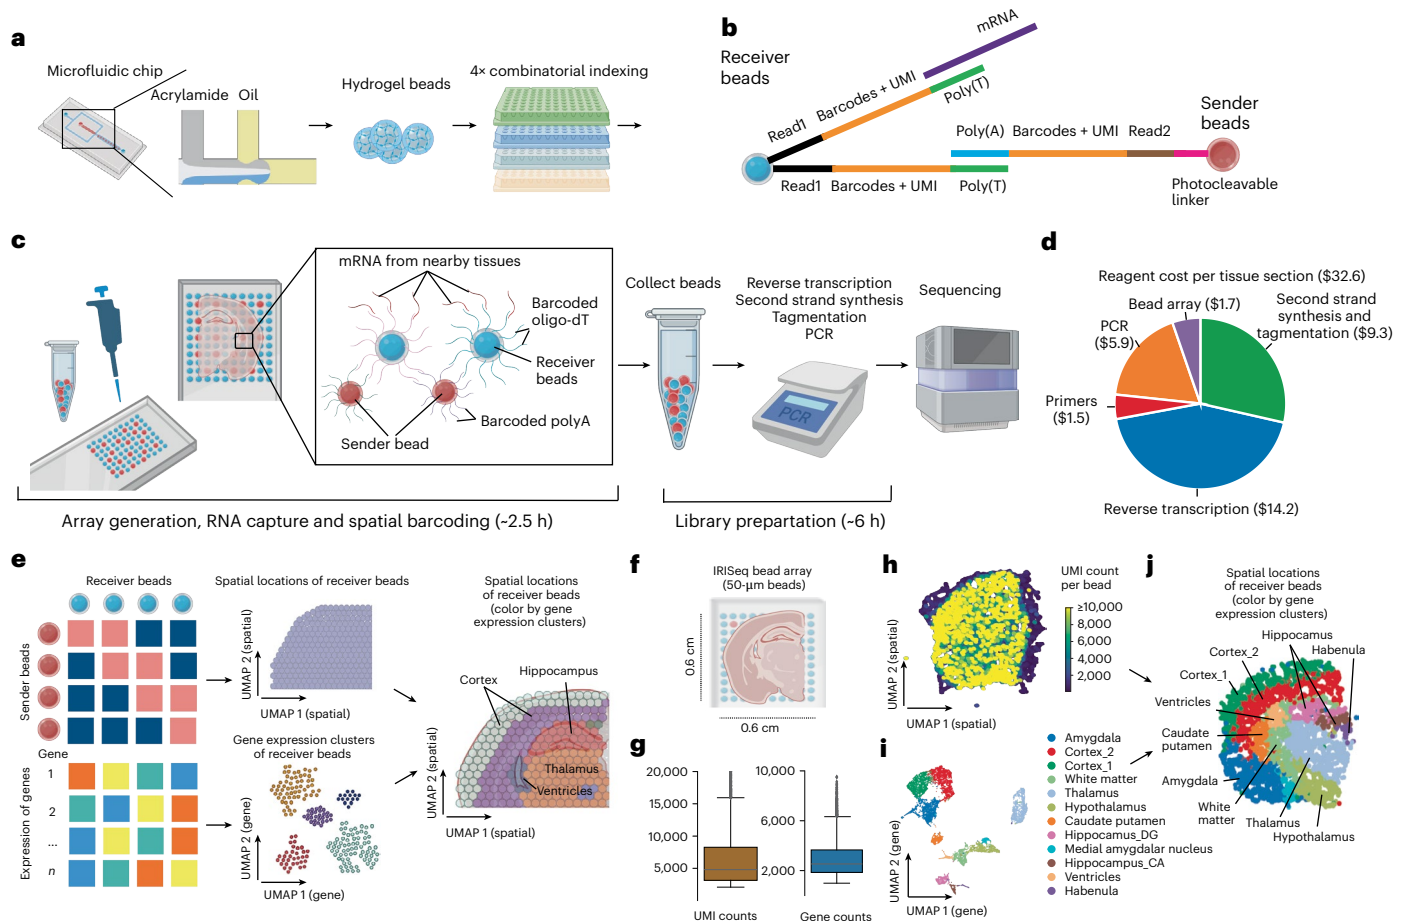 a
Microfluidic chip
Acrylamide Oil
Hydrogel beads
4× combinatorial indexing
b
Receiver
beads
Read1
Barcodes + UMI
mRNA
Poly(T)
Poly(A) Barcodes + UMI Read2
Sender
beads
Read1 Barcodes + UMI Poly(T)
Photocleavable
linker
c
mRNA from nearby tissues
Barcoded
oligo-dT
Receiver
beads
Barcoded polyA
Sender bead
Collect beads
Reverse transcription
Second strand synthesis
Tagmentation
PCR
PCR
Sequencing
Array generation, RNA capture and spatial barcoding (~2.5 h)
Library prepartation (~6 h)
d
Reagent cost per tissue section ($32.6)
Bead array ($1.7)
Second strand
synthesis and
tagmentation ($9.3)
PCR
($5.9)
Primers
($1.5)
Reverse transcription ($14.2)
e
Receiver beads
Sender beads
Gene
Expression of genes
1
2
...
n
Spatial locations of receiver beads
UMAP 2 (spatial)
UMAP 1 (spatial)
Gene expression clusters
of receiver beads
UMAP 2 (gene)
UMAP 1 (gene)
Spatial locations
of receiver beads
(color by gene
expression clusters)
Hippocampus
Cortex
Thalamus
Ventricles
UMAP 2 (spatial)
UMAP 1 (spatial)
f
IRISeq bead array
(50-µm beads)
0.6 cm
0.6 cm
g
20,000
15,000
10,000
5,000
UMI counts
10,000
6,000
2,000
Gene counts
h
UMI count
per bead
≥10,000
8,000
6,000
4,000
2,000
UMAP 2 (spatial)
UMAP 1 (spatial)
i
UMAP 2 (gene)
UMAP 1 (gene)
Amygdala
Cortex_2
Cortex_1
White matter
Thalamus
Hypothalamus
Caudate putamen
Hippocampus_DG
Medial amygdalar nucleus
Hippocampus_CA
Ventricles
Habenula
j
Spatial locations
of receiver beads
(color by gene
expression clusters)
Hippocamus
Habenula
Cortex_2
Cortex_1
Ventricles
Caudate
putamen
Amygdala
White
matter
Thalamus
Hypothalamus